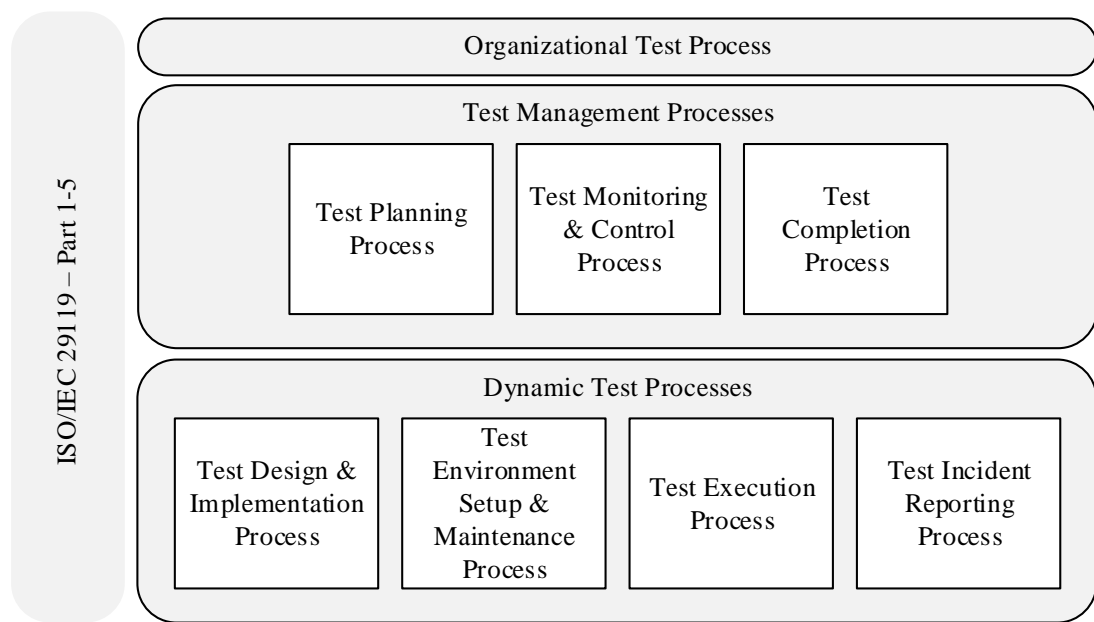 ISO/IEC 29119 – Part 1-5
Organizational Test Process
Test Management Processes
Test Planning
Process
Test Monitoring
& Control
Process
Test
Completion
Process
Dynamic Test Processes
Test Design &
Implementation
Process
Test
Environment
Setup &
Maintenance
Process
Test Execution
Process
Test Incident
Reporting
Process